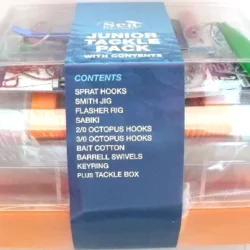 JUNIOR
TACKLE
PACK
WITH CONTENTS
CONTENTS
SPRAT HOOKS
SMITH JIG
FLASHER RIG
SABIKI
2/0 OCTOPUS HOOKS
3/0 OCTOPUS HOOKS
BAIT COTTON
BARRELL SWIVELS
KEYRING
PLUS TACKLE BOX